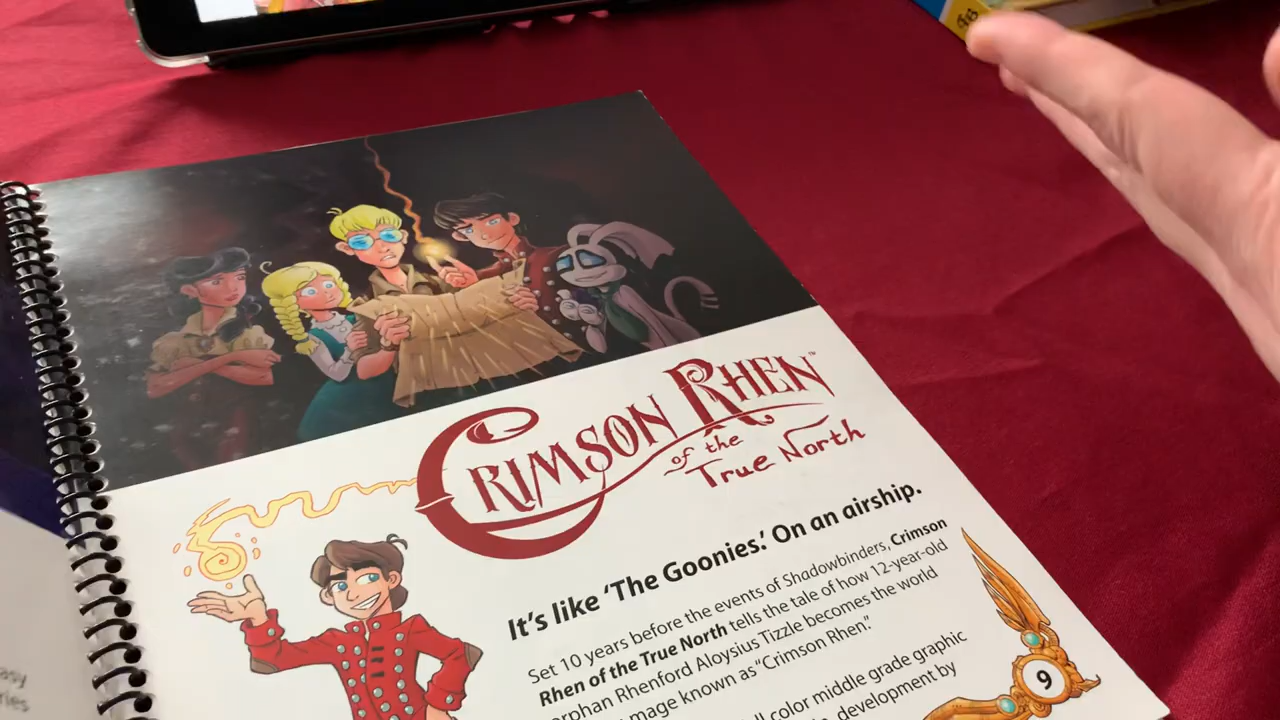 CRIMSON RHEN™
of the
True North
It's like 'The Goonies.' On an airship.
Set 10 years before the events of Shadowbinders, Crimson
Rhen of the True North tells the tale of how 12-year-old
orphan Rhenford Aloysius Tizzle becomes the world
mage known as "Crimson Rhen."
color middle grade graphic
development by
9